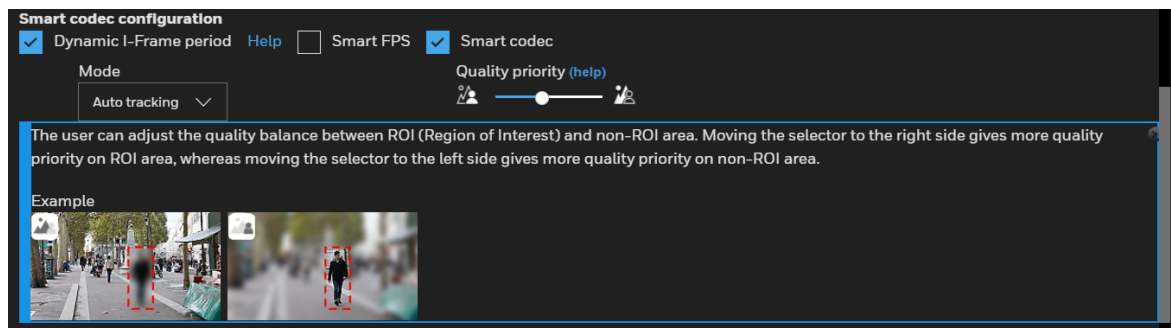 Smart codec configuration
Dynamic I-Frame period Help Smart FPS Smart codec
Mode Quality priority (help)
Auto tracking
The user can adjust the quality balance between ROI (Region of Interest) and non-ROI area. Moving the selector to the right side gives more quality
priority on ROI area, whereas moving the selector to the left side gives more quality priority on non-ROI area.
Example